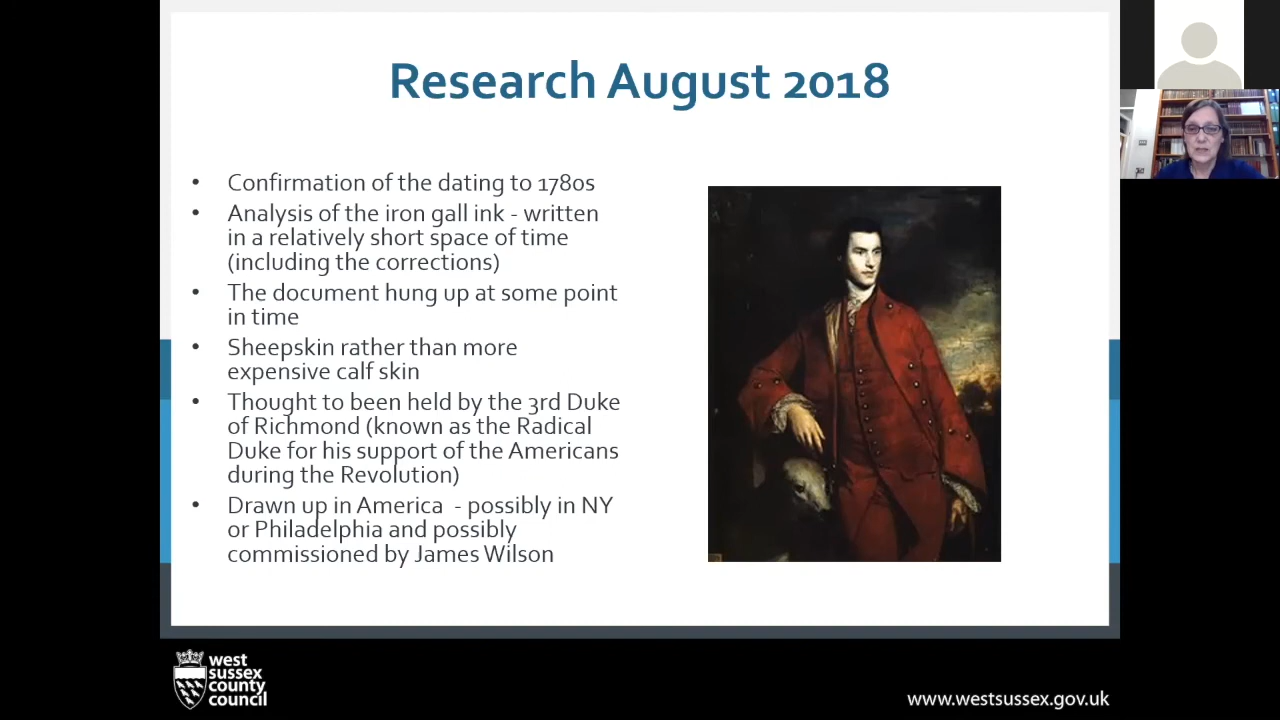 Research August 2018
• Confirmation of the dating to 1780s
• Analysis of the iron gall ink - written
in a relatively short space of time
(including the corrections)
• The document hung up at some point
in time
• Sheepskin rather than more
expensive calf skin
• Thought to been held by the 3rd Duke
of Richmond (known as the Radical
Duke for his support of the Americans
during the Revolution)
• Drawn up in America - possibly in NY
or Philadelphia and possibly
commissioned by James Wilson
west
sussex
county
council
www.westsussex.gov.uk